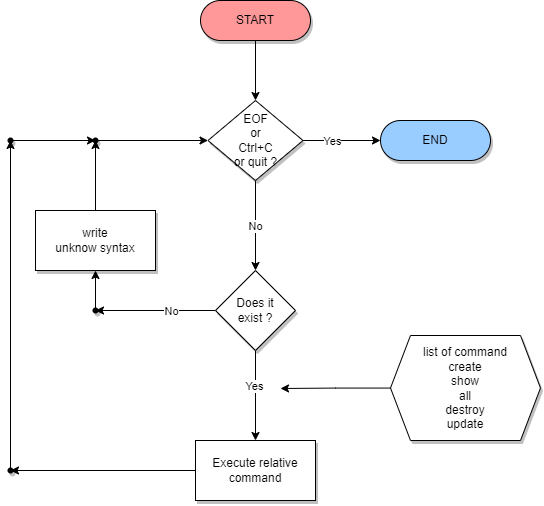 START
EOF
or
Ctrl+C
or quit ?
Yes
END
No
write
unknow syntax
Does it
exist ?
No
Yes
list of command
create
show
all
destroy
update
Execute relative
command